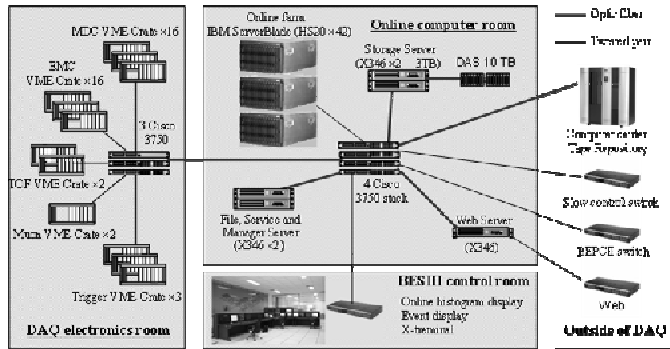 MDC VME Crate ×16
EMC
VME Crate ×16
3 Cisco
3750
TOF VME Crate ×2
Muon VME Crate ×2
Trigger VME Crate ×3
DAQ electronics room
Online farm
IBM ServerBlade (HS20 ×42)
Online computer room
Storage Server
(X346 ×2 3TB)
DAS 10 TB
4 Cisco
3750 stack
File, Service and
Manager Server
(X346 ×2)
Web Server
(X346)
BESIII control room
Online histogram display
Event display
X-terminal
Optic fiber
Twisted pair
Computer center
Tape Repository
Slow control switch
BEPCII switch
Web
Outside of DAQ